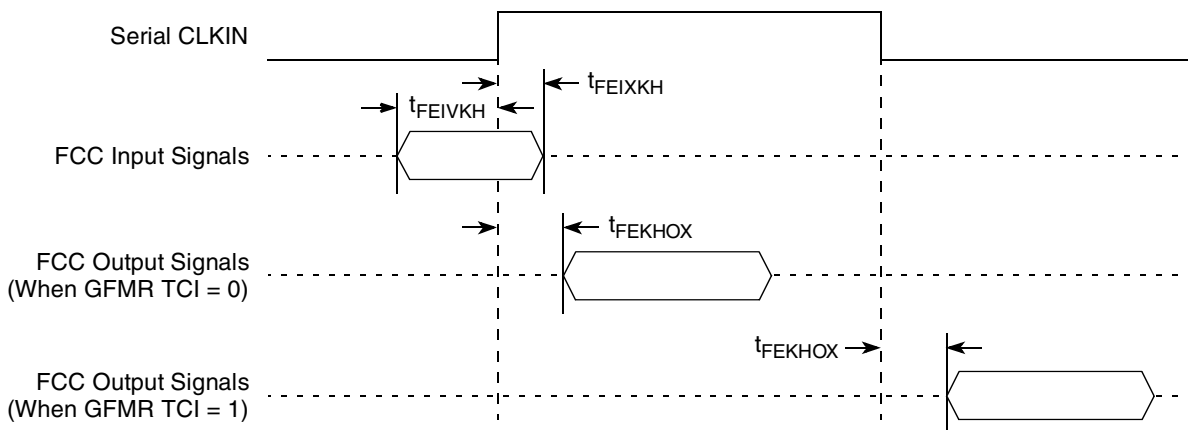 Serial CLKIN
tFEIXKH
tFEIVKH
FCC Input Signals
tFEKHOX
FCC Output Signals
(When GFMR TCI = 0)
tFEKHOX
FCC Output Signals
(When GFMR TCI = 1)